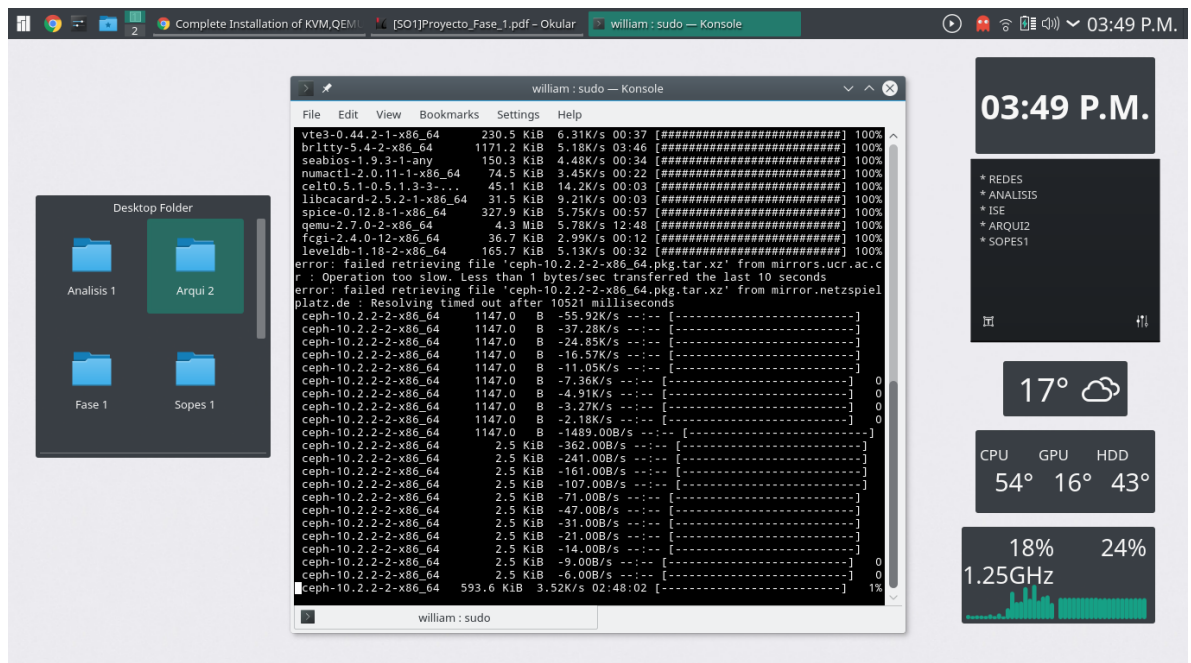 2
Complete Installation of KVM,QEMU
[SO1]Proyecto_Fase_1.pdf – Okular
william : sudo — Konsole
03:49 P.M.
william : sudo — Konsole
File Edit View Bookmarks Settings Help
vte3-0.44.2-1-x86_64 230.5 KiB 6.31K/s 00:37 [##########################] 100%
brltty-5.4-2-x86_64 1171.2 KiB 5.18K/s 03:46 [##########################] 100%
seabios-1.9.3-1-any 150.3 KiB 4.48K/s 00:34 [##########################] 100%
numactl-2.0.11-1-x86_64 74.5 KiB 3.45K/s 00:22 [##########################] 100%
celt0.5.1-0.5.1.3-3-... 45.1 KiB 14.2K/s 00:03 [##########################] 100%
libcacard-2.5.2-1-x86_64 31.5 KiB 9.21K/s 00:03 [##########################] 100%
spice-0.12.8-1-x86_64 327.9 KiB 5.75K/s 00:57 [##########################] 100%
qemu-2.7.0-2-x86_64 4.3 MiB 5.78K/s 12:48 [##########################] 100%
fcgi-2.4.0-12-x86_64 36.7 KiB 2.99K/s 00:12 [##########################] 100%
leveldb-1.18-2-x86_64 165.7 KiB 5.13K/s 00:32 [##########################] 100%
error: failed retrieving file 'ceph-10.2.2-2-x86_64.pkg.tar.xz' from mirrors.ucr.ac.c
r : Operation too slow. Less than 1 bytes/sec transferred the last 10 seconds
error: failed retrieving file 'ceph-10.2.2-2-x86_64.pkg.tar.xz' from mirror.netzspiel
platz.de : Resolving timed out after 10521 milliseconds
ceph-10.2.2-2-x86_64 1147.0 B -55.92K/s --:-- [--------------------------]
ceph-10.2.2-2-x86_64 1147.0 B -37.28K/s --:-- [--------------------------]
ceph-10.2.2-2-x86_64 1147.0 B -24.85K/s --:-- [--------------------------]
ceph-10.2.2-2-x86_64 1147.0 B -16.57K/s --:-- [--------------------------]
ceph-10.2.2-2-x86_64 1147.0 B -11.05K/s --:-- [--------------------------]
ceph-10.2.2-2-x86_64 1147.0 B -7.36K/s --:-- [--------------------------] 0
ceph-10.2.2-2-x86_64 1147.0 B -4.91K/s --:-- [--------------------------] 0
ceph-10.2.2-2-x86_64 1147.0 B -3.27K/s --:-- [--------------------------] 0
ceph-10.2.2-2-x86_64 1147.0 B -2.18K/s --:-- [--------------------------] 0
ceph-10.2.2-2-x86_64 1147.0 B -1489.00B/s --:-- [--------------------------]
ceph-10.2.2-2-x86_64 2.5 KiB -362.00B/s --:-- [--------------------------]
ceph-10.2.2-2-x86_64 2.5 KiB -241.00B/s --:-- [--------------------------]
ceph-10.2.2-2-x86_64 2.5 KiB -161.00B/s --:-- [--------------------------]
ceph-10.2.2-2-x86_64 2.5 KiB -107.00B/s --:-- [--------------------------]
ceph-10.2.2-2-x86_64 2.5 KiB -71.00B/s --:-- [--------------------------]
ceph-10.2.2-2-x86_64 2.5 KiB -47.00B/s --:-- [--------------------------]
ceph-10.2.2-2-x86_64 2.5 KiB -31.00B/s --:-- [--------------------------]
ceph-10.2.2-2-x86_64 2.5 KiB -21.00B/s --:-- [--------------------------]
ceph-10.2.2-2-x86_64 2.5 KiB -14.00B/s --:-- [--------------------------]
ceph-10.2.2-2-x86_64 2.5 KiB -9.00B/s --:-- [--------------------------] 0
ceph-10.2.2-2-x86_64 2.5 KiB -6.00B/s --:-- [--------------------------] 0
ceph-10.2.2-2-x86_64 593.6 KiB 3.52K/s 02:48:02 [--------------------------] 1%
william : sudo
Desktop Folder
Analisis 1
Arqui 2
Fase 1
Sopes 1
03:49 P.M.
* REDES
* ANALISIS
* ISE
* ARQUI2
* SOPES1
17°
CPU GPU HDD
54° 16° 43°
18% 24%
1.25GHz